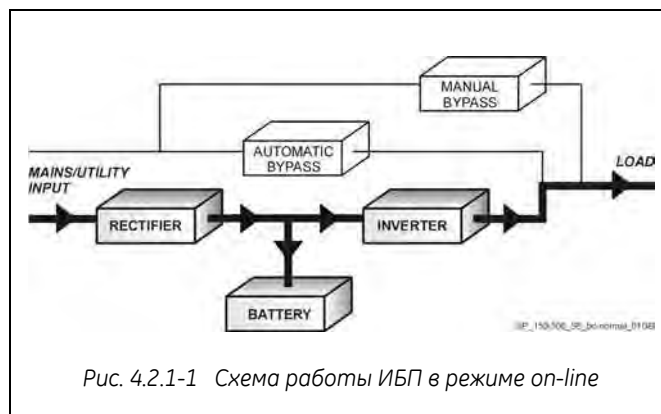 MANUAL
BYPASS
AUTOMATIC
BYPASS
MAINS/UTILITY
INPUT
LOAD
RECTIFIER
INVERTER
BATTERY
Рис. 4.2.1-1 Схема работы ИБП в режиме on-line